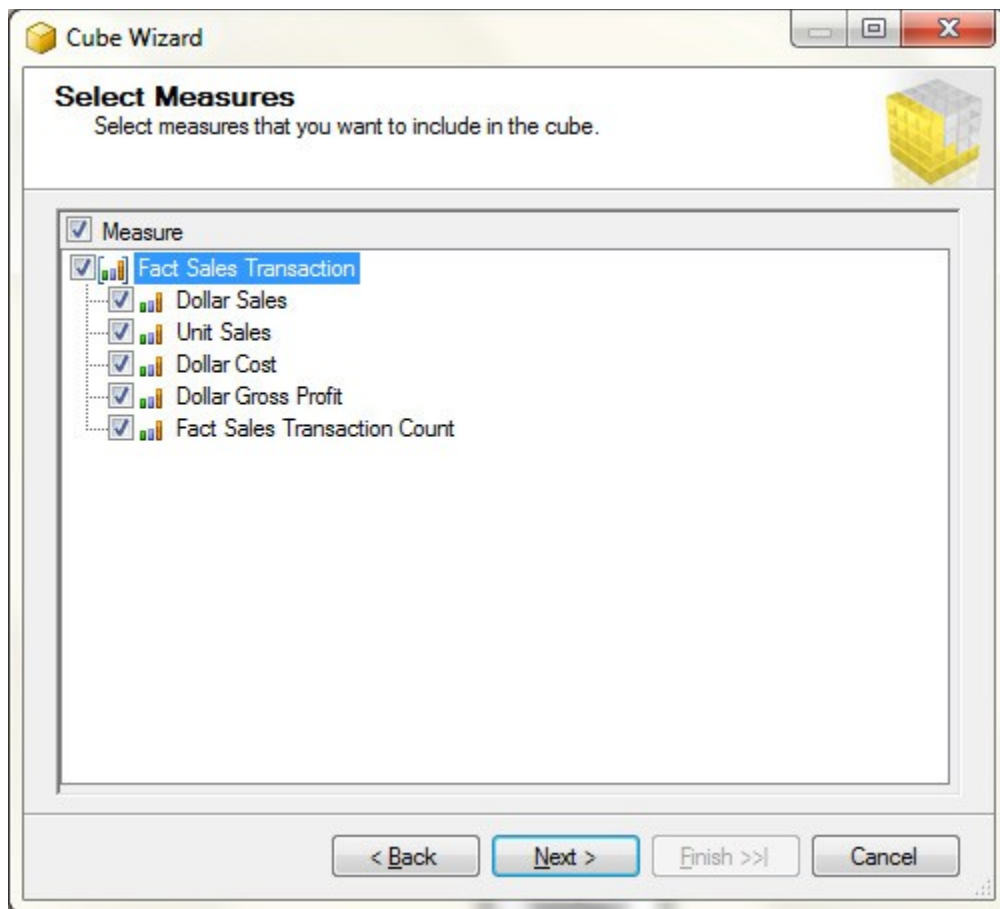 Cube Wizard
Select Measures
Select measures that you want to include in the cube.
Measure
Fact Sales Transaction
Dollar Sales
Unit Sales
Dollar Cost
Dollar Gross Profit
Fact Sales Transaction Count
< Back Next > Finish >>| Cancel